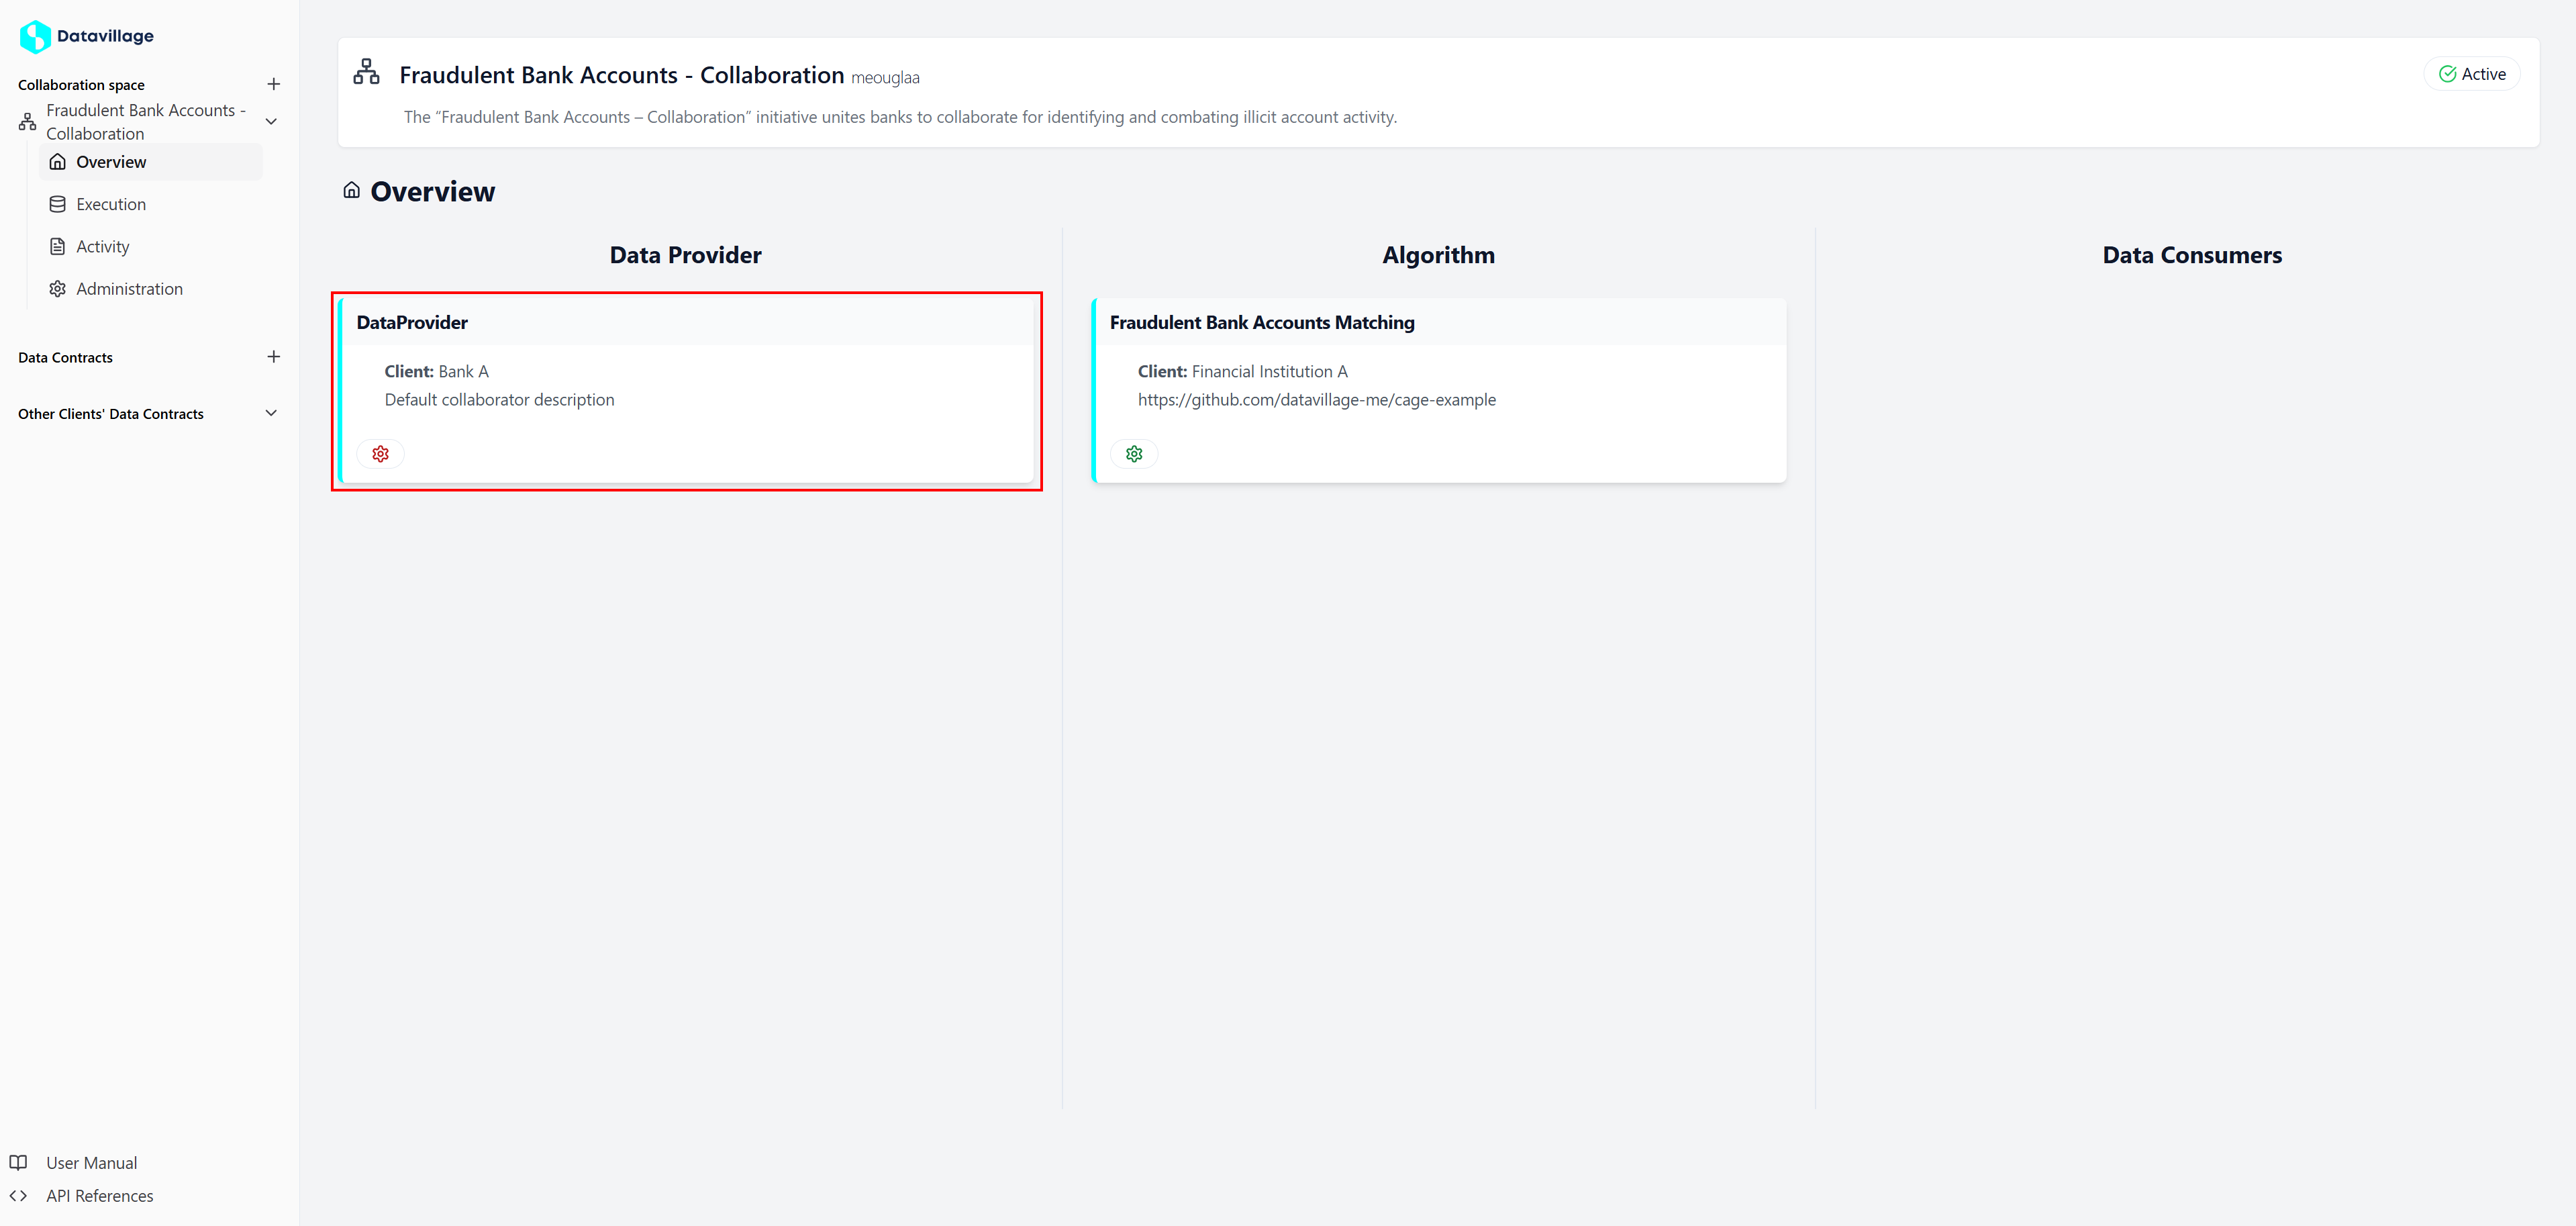 Datavillage
Collaboration space
Fraudulent Bank Accounts -
Collaboration
Overview
Execution
Activity
Administration
Data Contracts
Other Clients' Data Contracts
User Manual
API References
Fraudulent Bank Accounts - Collaboration meouglaa
Active
The “Fraudulent Bank Accounts – Collaboration” initiative unites banks to collaborate for identifying and combating illicit account activity.
Overview
Data Provider
DataProvider
Client: Bank A
Default collaborator description
Algorithm
Fraudulent Bank Accounts Matching
Client: Financial Institution A
https://github.com/datavillage-me/cage-example
Data Consumers